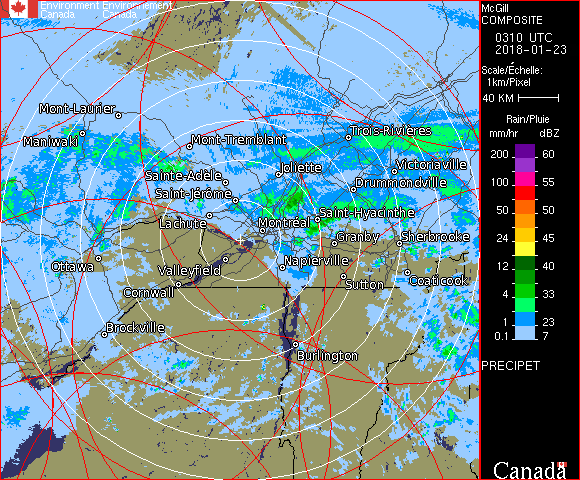 Environment Environnement
Canada Canada
McGill
COMPOSITE
0310 UTC
2018-01-23
Scale/Échelle:
1km/Pixel
40 KM
Rain/Pluie
mm/hr dBZ
200 60
100 55
50 50
24 45
12 40
4 33
1 23
0.1 7
PRECIPET
Canada
Mont-Laurier
Maniwaki
Mont-Tremblant
Trois-Rivières
Sainte-Adèle
Joliette
Victoriaville
Saint-Jérôme
Drummondville
Lachute
Montréal
Saint-Hyacinthe
Granby
Sherbrooke
Ottawa
Valleyfield
Napierville
Cornwall
Sutton
Coaticook
Brockville
Burlington